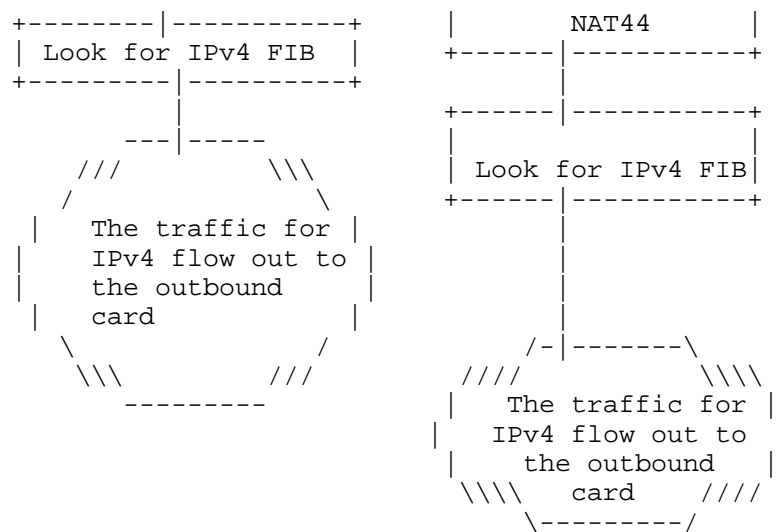 Look for IPv4 FIB
The traffic for
IPv4 flow out to
the outbound
card
NAT44
Look for IPv4 FIB
The traffic for
IPv4 flow out to
the outbound
card